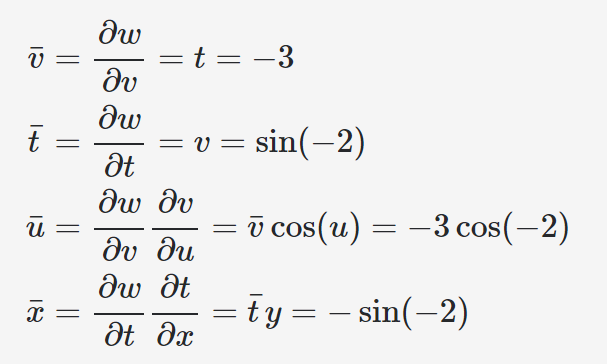 v̄ = ∂w/∂v = t = −3
t̄ = ∂w/∂t = v = sin(−2)
ū = ∂w/∂v ∂v/∂u = v̄ cos(u) = −3 cos(−2)
x̄ = ∂w/∂t ∂t/∂x = t̄ y = − sin(−2)